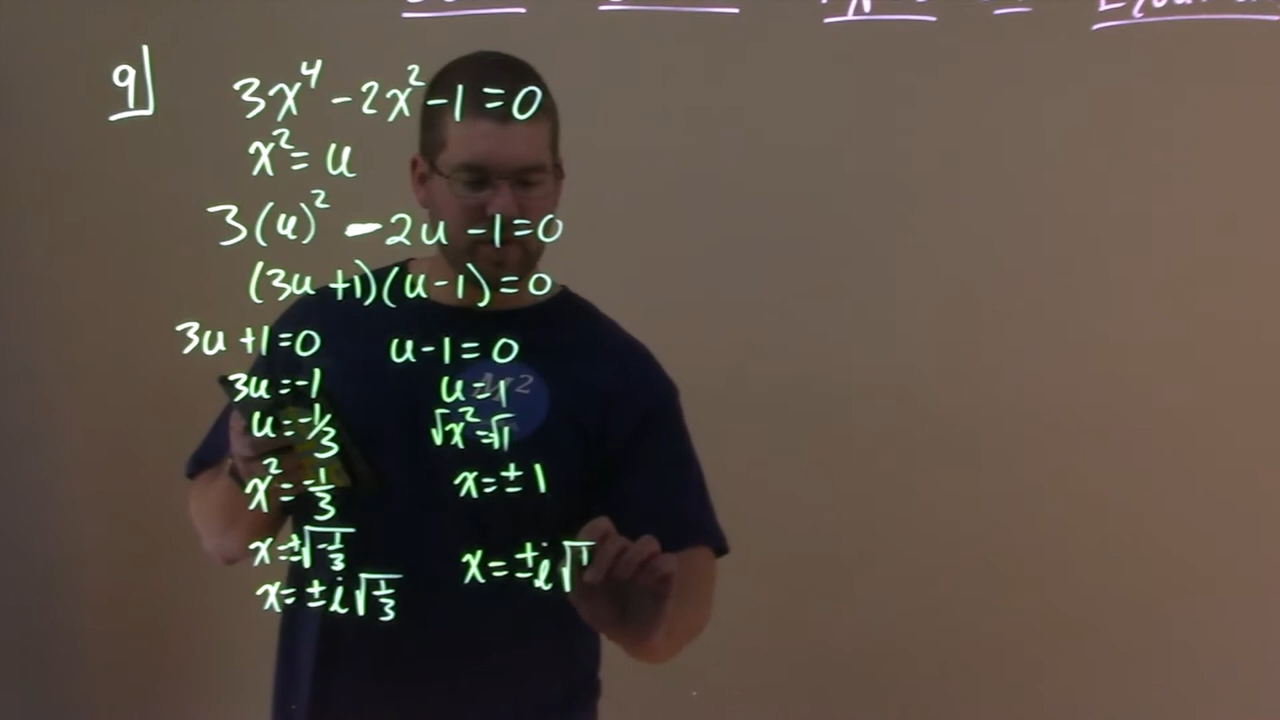 9
3x⁴ - 2x² - 1 = 0
x² = u
3(u)² - 2u - 1 = 0
(3u + 1)(u - 1) = 0
3u + 1 = 0
3u = -1
u = -1/3
x² = -1/3
x = ±√(-1/3)
x = ±i√(1/3)
u - 1 = 0
u = 1
√x² = √1
x = ± 1
x = ±i√1